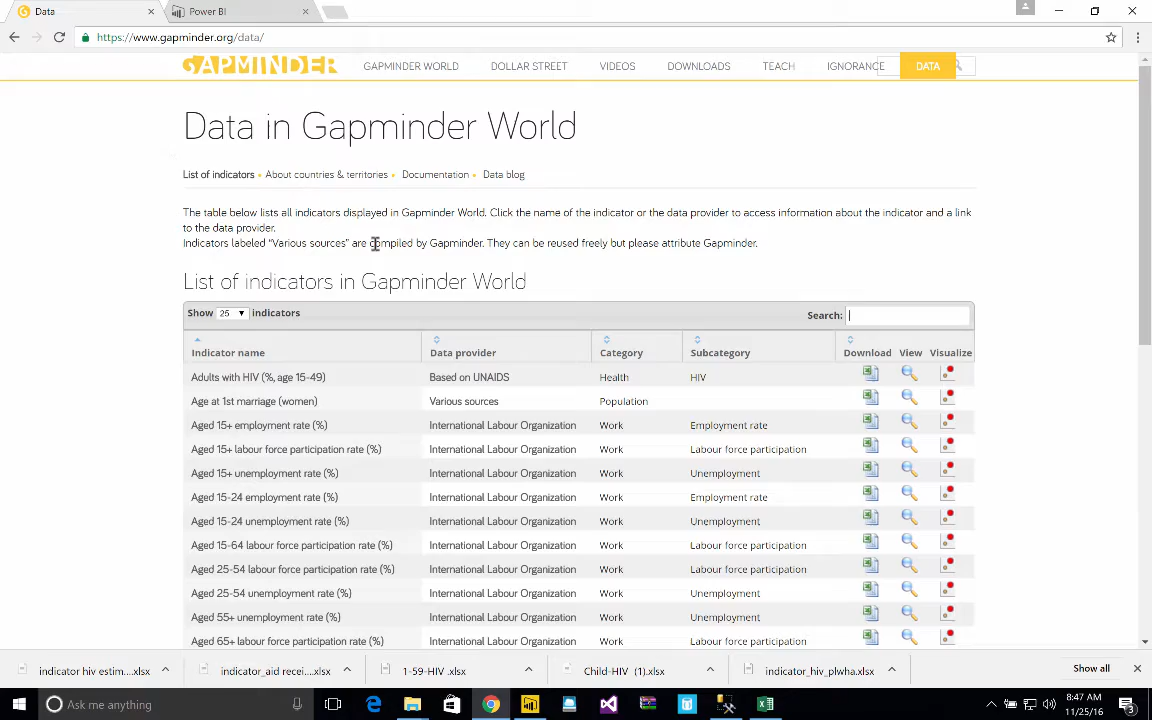 Data
Power BI
https://www.gapminder.org/data/
GAPMINDER
GAPMINDER WORLD
DOLLAR STREET
VIDEOS
DOWNLOADS
TEACH
IGNORANCE
DATA
Data in Gapminder World
List of indicators • About countries & territories • Documentation • Data blog
The table below lists all indicators displayed in Gapminder World. Click the name of the indicator or the data provider to access information about the indicator and a link
to the data provider.
Indicators labeled "Various sources" are compiled by Gapminder. They can be reused freely but please attribute Gapminder.
List of indicators in Gapminder World
Show 25 indicators
Search:
Indicator name Data provider Category Subcategory Download View Visualize
Adults with HIV (%, age 15-49) Based on UNAIDS Health HIV
Age at 1st marriage (women) Various sources Population
Aged 15+ employment rate (%) International Labour Organization Work Employment rate
Aged 15+ labour force participation rate (%) International Labour Organization Work Labour force participation
Aged 15+ unemployment rate (%) International Labour Organization Work Unemployment
Aged 15-24 employment rate (%) International Labour Organization Work Employment rate
Aged 15-24 unemployment rate (%) International Labour Organization Work Unemployment
Aged 15-64 labour force participation rate (%) International Labour Organization Work Labour force participation
Aged 25-54 labour force participation rate (%) International Labour Organization Work Labour force participation
Aged 25-54 unemployment rate (%) International Labour Organization Work Unemployment
Aged 55+ unemployment rate (%) International Labour Organization Work Unemployment
Aged 65+ labour force participation rate (%) International Labour Organization Work Labour force participation
indicator hiv estim....xlsx
indicator_aid recei....xlsx
1-59-HIV .xlsx
Child-HIV (1).xlsx
indicator_hiv_plwha.xlsx
Show all
Ask me anything
8:47 AM
11/25/16
3